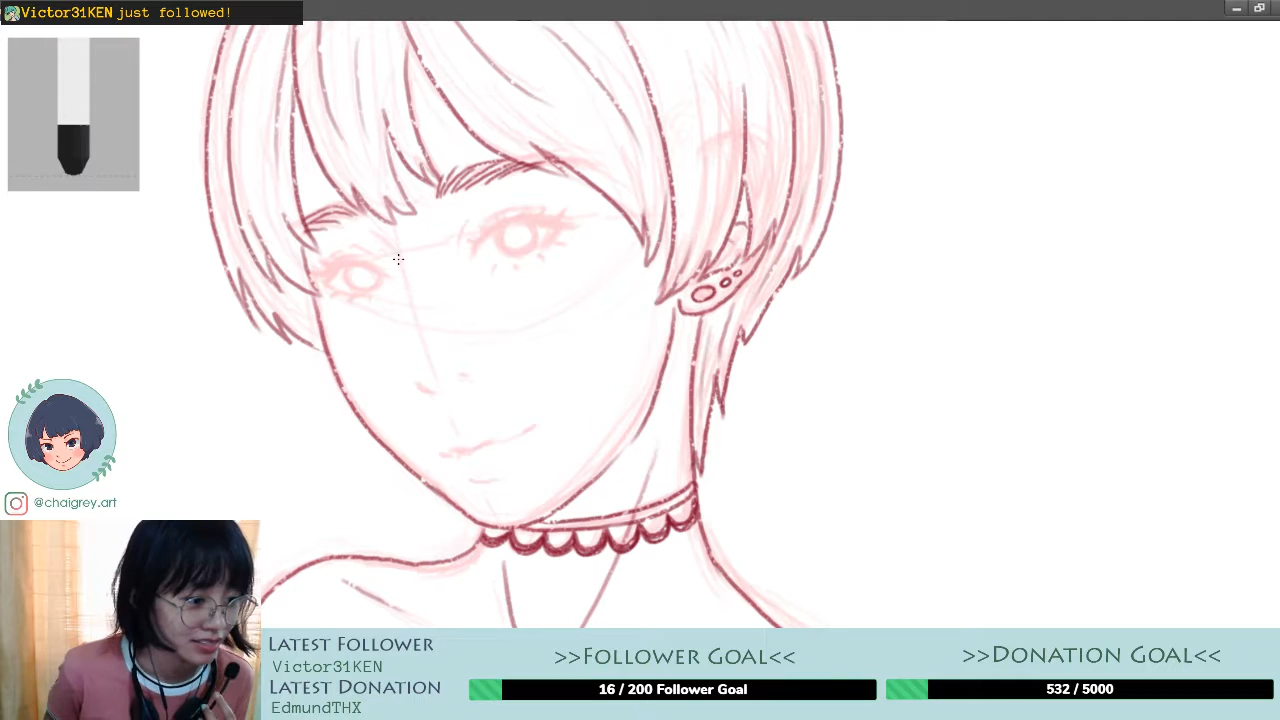 Victor31KEN just followed!
@chaigrey.art
LATEST FOLLOWER
Victor31KEN
LATEST DONATION
EdmundTHX
>>FOLLOWER GOAL<<
16 / 200 Follower Goal
>>DONATION GOAL<<
532 / 5000